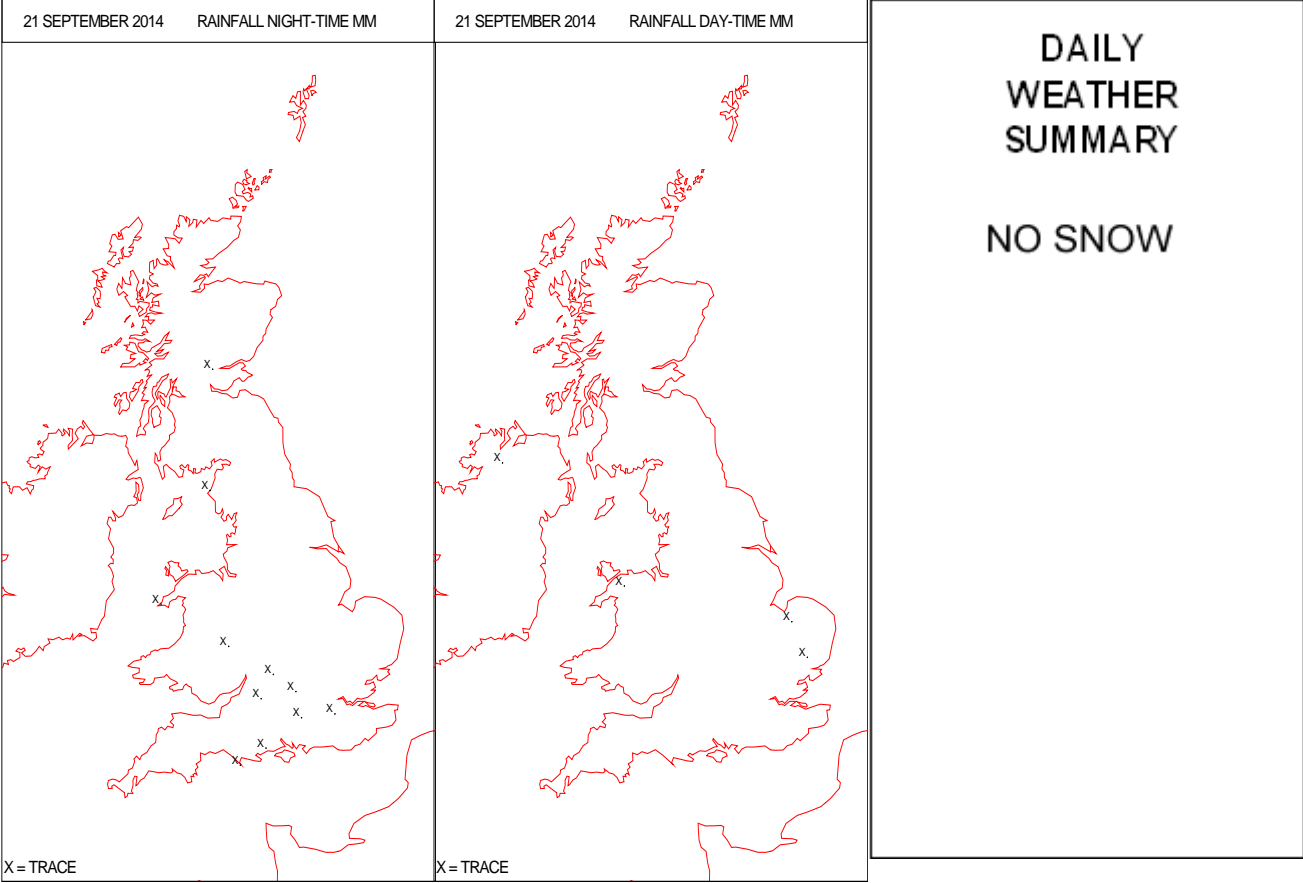 21 SEPTEMBER 2014 RAINFALL NIGHT-TIME MM
X.
X.
X.
X.
X.
X.
X.
X.
X.
X.
X.
X = TRACE
21 SEPTEMBER 2014 RAINFALL DAY-TIME MM
X.
X.
X.
X.
X = TRACE
DAILY
WEATHER
SUMMARY
NO SNOW